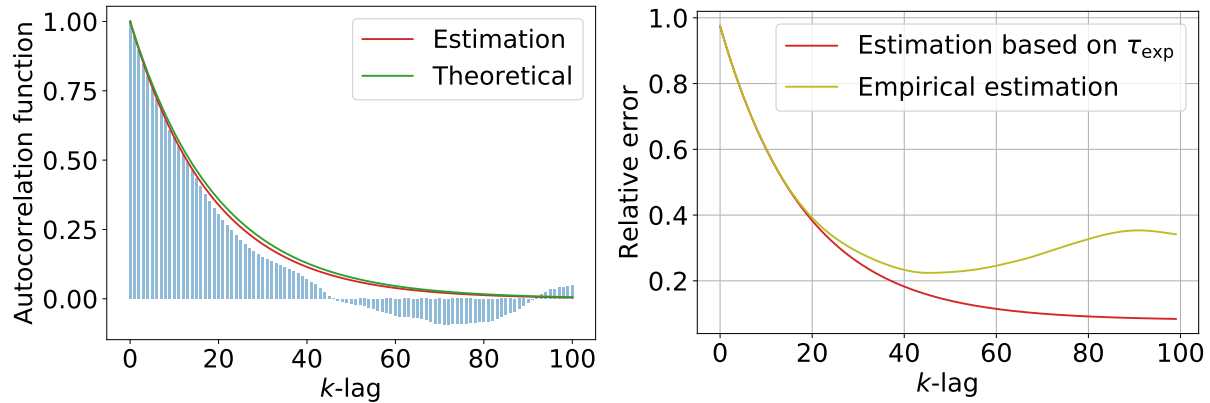 Autocorrelation function
1.00
0.75
0.50
0.25
0.00
0 20 40 60 80 100
k-lag
Estimation
Theoretical
Relative error
1.0
0.8
0.6
0.4
0.2
0 20 40 60 80 100
k-lag
Estimation based on τexp
Empirical estimation